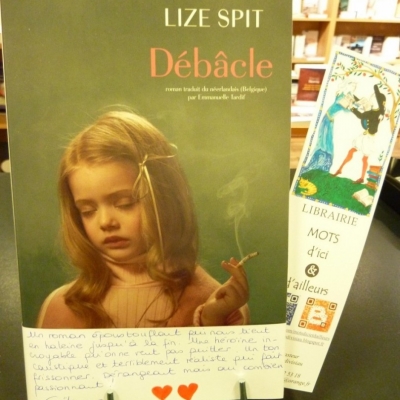 LIZE SPIT
Débâcle
roman traduit du néerlandais (Belgique)
par Emmanuelle Tardif
Un roman époustouflant qui nous tient
en haleine jusqu'à la fin. Une héroïne in-
croyable qu'on ne veut pas quitter. Un ton
caustique et terriblement réaliste qui fait
frissonner. Dérangeant mais ou combien
passionnant!
LIBRAIRIE
MOTS
d'ici
&
d'ailleurs